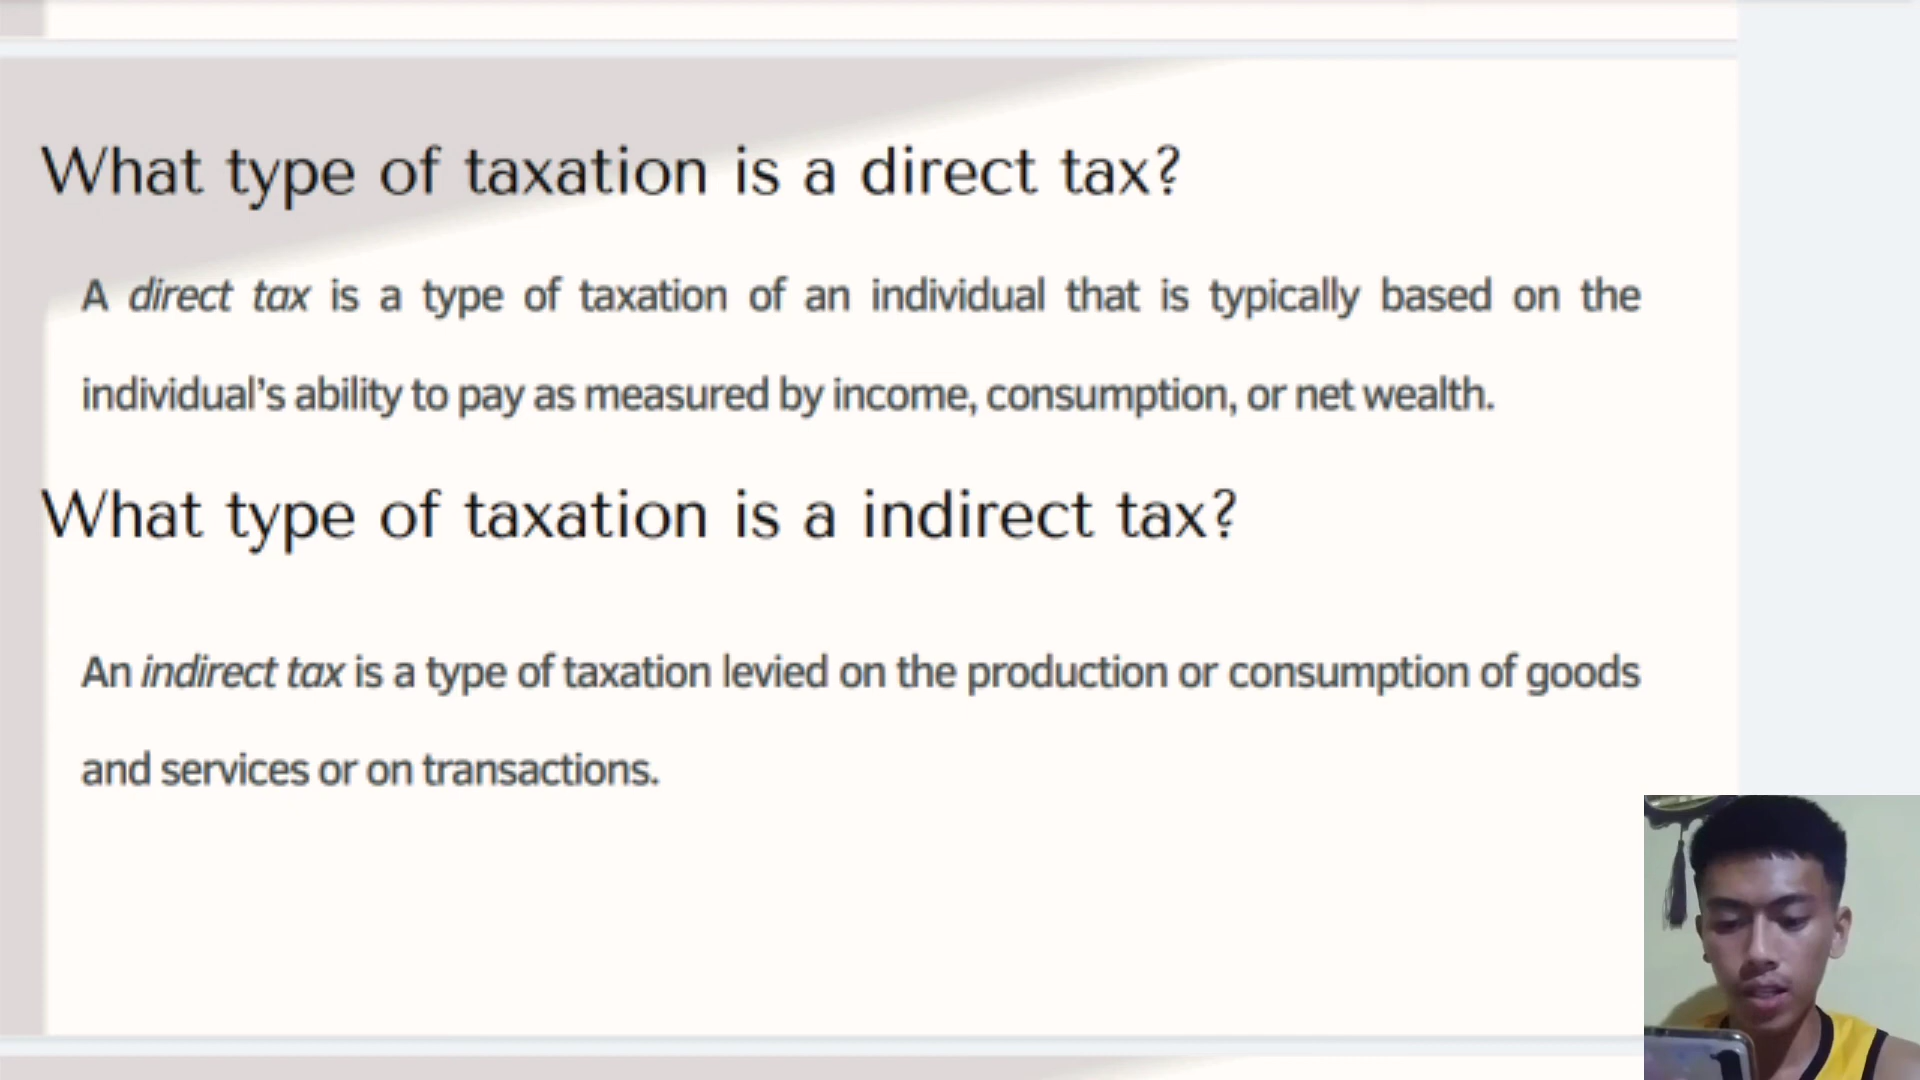 What type of taxation is a direct tax?
A direct tax is a type of taxation of an individual that is typically based on the
individual’s ability to pay as measured by income, consumption, or net wealth.
What type of taxation is a indirect tax?
An indirect tax is a type of taxation levied on the production or consumption of goods
and services or on transactions.